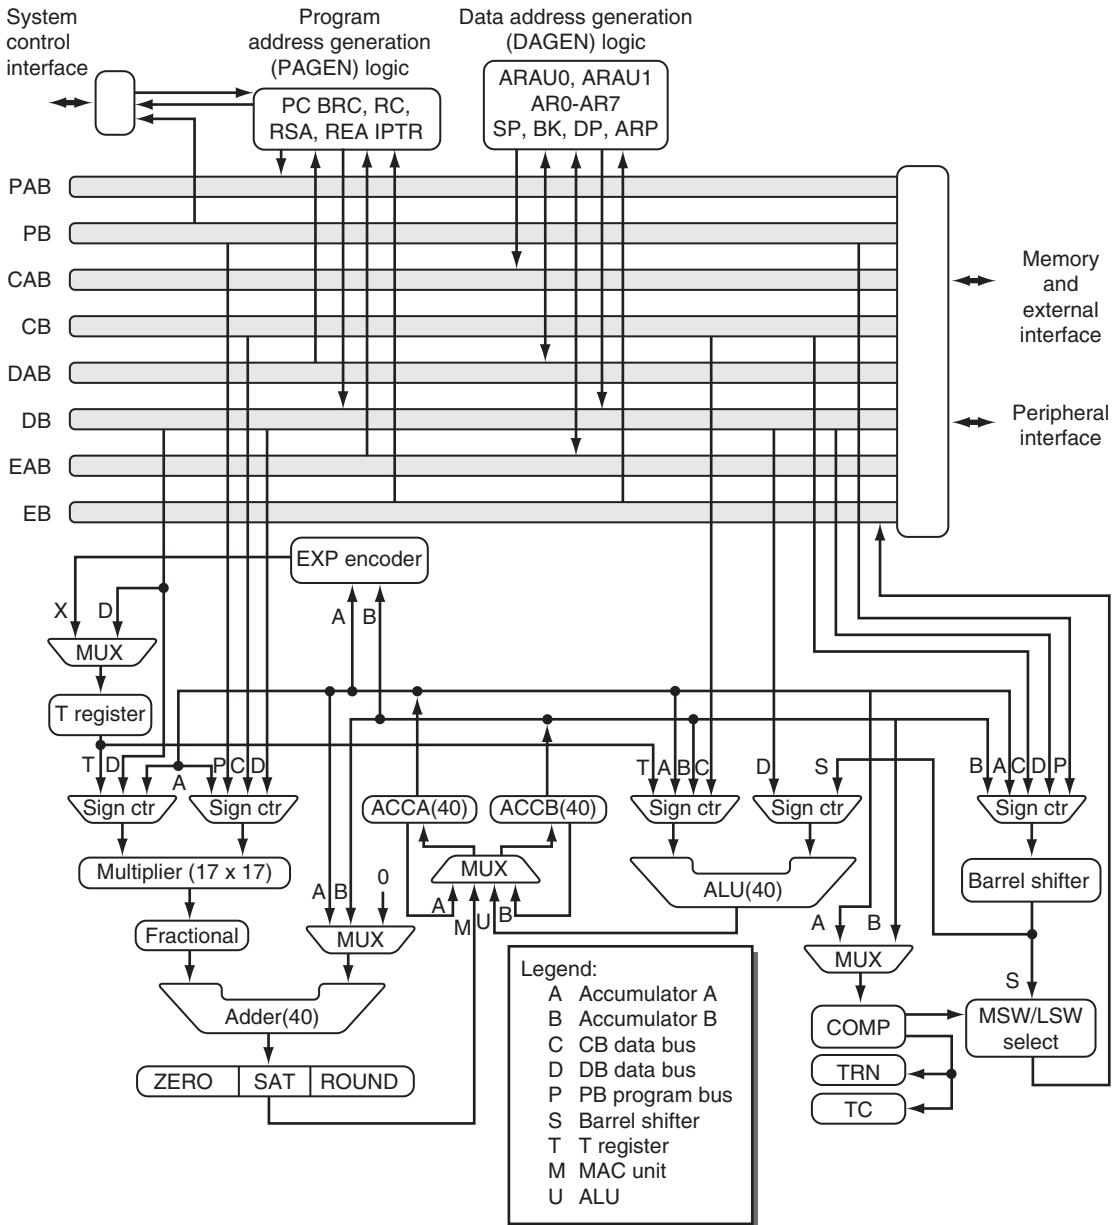 System
control
interface
Program
address generation
(PAGEN) logic
Data address generation
(DAGEN) logic
PC BRC, RC,
RSA, REA IPTR
ARAU0, ARAU1
AR0-AR7
SP, BK, DP, ARP
PAB
PB
CAB
CB
DAB
DB
EAB
EB
Memory
and
external
interface
Peripheral
interface
EXP encoder
X D
A B
MUX
T register
T D A P C D
T A B C
D S
B A C D P
Sign ctr
Sign ctr
ACCA(40)
ACCB(40)
Sign ctr
Sign ctr
Sign ctr
Multiplier (17 x 17)
MUX
ALU(40)
Barrel shifter
A B 0
A M U B
A B
Fractional
MUX
MUX
S
Adder(40)
COMP
MSW/LSW
select
ZERO SAT ROUND
TRN
TC
Legend:
A Accumulator A
B Accumulator B
C CB data bus
D DB data bus
P PB program bus
S Barrel shifter
T T register
M MAC unit
U ALU